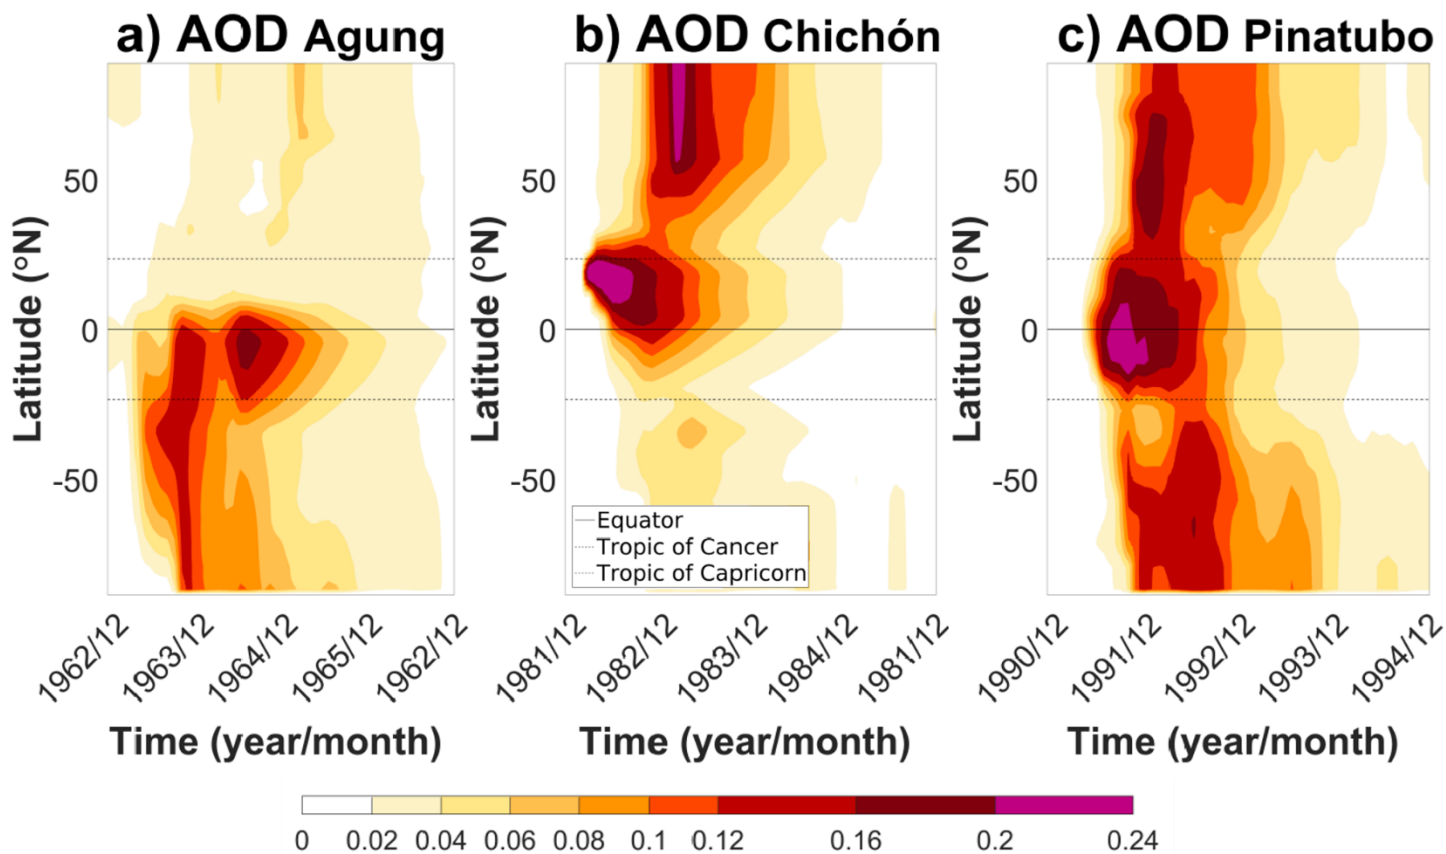 a) AOD Agung
b) AOD Chichón
c) AOD Pinatubo
Latitude (°N)
50
0
-50
1962/12
1963/12
1964/12
1965/12
1962/12
Time (year/month)
Latitude (°N)
50
0
-50
Equator
Tropic of Cancer
Tropic of Capricorn
1981/12
1982/12
1983/12
1984/12
1981/12
Time (year/month)
Latitude (°N)
50
0
-50
1990/12
1991/12
1992/12
1993/12
1994/12
Time (year/month)
0 0.02 0.04 0.06 0.08 0.1 0.12 0.16 0.2 0.24